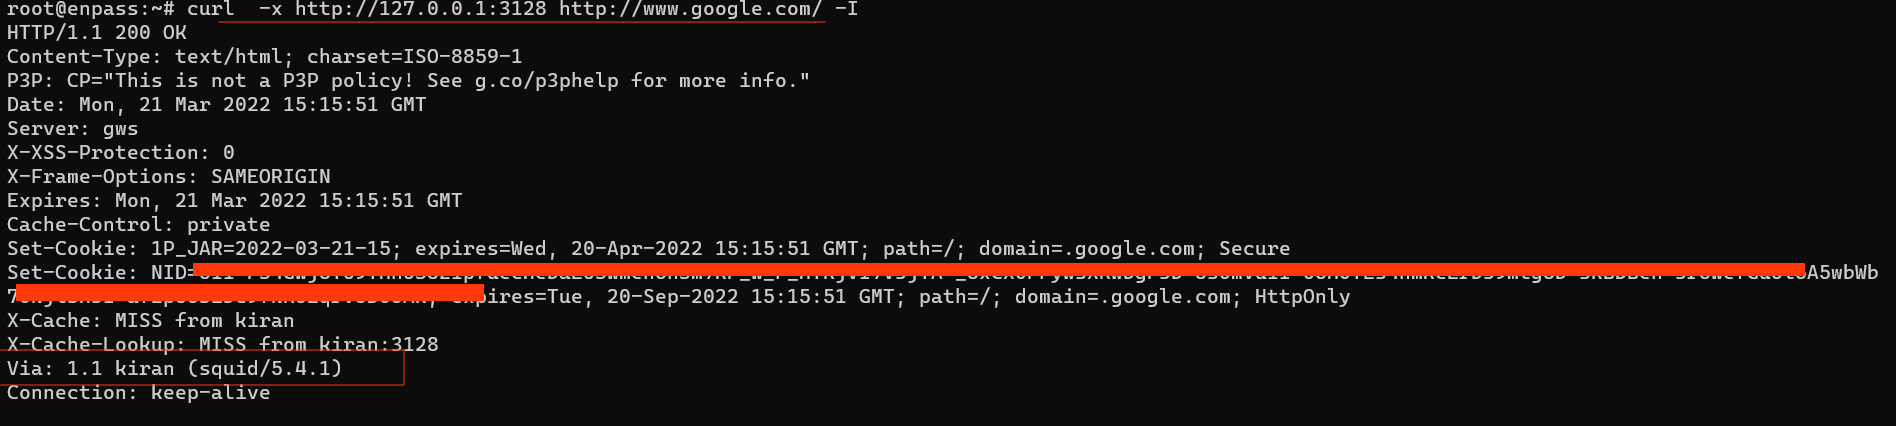 root@enpass:~# curl  -x http://127.0.0.1:3128 http://www.google.com/ -I
HTTP/1.1 200 OK
Content-Type: text/html; charset=ISO-8859-1
P3P: CP="This is not a P3P policy! See g.co/p3phelp for more info."
Date: Mon, 21 Mar 2022 15:15:51 GMT
Server: gws
X-XSS-Protection: 0
X-Frame-Options: SAMEORIGIN
Expires: Mon, 21 Mar 2022 15:15:51 GMT
Cache-Control: private
Set-Cookie: 1P_JAR=2022-03-21-15; expires=Wed, 20-Apr-2022 15:15:51 GMT; path=/; domain=.google.com; Secure
Set-Cookie: NID= A5wbWb
7 expires=Tue, 20-Sep-2022 15:15:51 GMT; path=/; domain=.google.com; HttpOnly
X-Cache: MISS from kiran
X-Cache-Lookup: MISS from kiran:3128
Via: 1.1 kiran (squid/5.4.1)
Connection: keep-alive